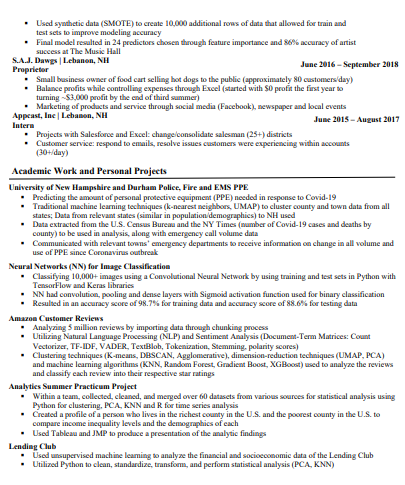 ▪ Used synthetic data (SMOTE) to create 10,000 additional rows of data that allowed for train and
test sets to improve modeling accuracy
▪ Final model resulted in 24 predictors chosen through feature importance and 86% accuracy of artist
success at The Music Hall
S.A.J. Dawgs | Lebanon, NH June 2016 – September 2018
Proprietor
▪ Small business owner of food cart selling hot dogs to the public (approximately 80 customers/day)
▪ Balance profits while controlling expenses through Excel (started with $0 profit the first year to
turning ~$3,000 profit by the end of third summer)
▪ Marketing of products and service through social media (Facebook), newspaper and local events
Appcast, Inc | Lebanon, NH June 2015 – August 2017
Intern
▪ Projects with Salesforce and Excel: change/consolidate salesman (25+) districts
▪ Customer service: respond to emails, resolve issues customers were experiencing within accounts
(30+/day)
Academic Work and Personal Projects
University of New Hampshire and Durham Police, Fire and EMS PPE
▪ Predicting the amount of personal protective equipment (PPE) needed in response to Covid-19
▪ Traditional machine learning techniques (k-nearest neighbors, UMAP) to cluster county and town data from all
states; Data from relevant states (similar in population/demographics) to NH used
▪ Data extracted from the U.S. Census Bureau and the NY Times (number of Covid-19 cases and deaths by
county) to be used in analysis, along with emergency call volume data
▪ Communicated with relevant towns' emergency departments to receive information on change in all volume and
use of PPE since Coronavirus outbreak
Neural Networks (NN) for Image Classification
▪ Classifying 10,000+ images using a Convolutional Neural Network by using training and test sets in Python with
TensorFlow and Keras libraries
▪ NN had convolution, pooling and dense layers with Sigmoid activation function used for binary classification
▪ Resulted in an accuracy score of 98.7% for training data and accuracy score of 88.6% for testing data
Amazon Customer Reviews
▪ Analyzing 5 million reviews by importing data through chunking process
▪ Utilizing Natural Language Processing (NLP) and Sentiment Analysis (Document-Term Matrices: Count
Vectorizer, TF-IDF, VADER, TextBlob, Tokenization, Stemming, polarity scores)
▪ Clustering techniques (K-means, DBSCAN, Agglomerative), dimension-reduction techniques (UMAP, PCA)
and machine learning algorithms (KNN, Random Forest, Gradient Boost, XGBoost) used to analyze the reviews
and classify each review into their respective star ratings
Analytics Summer Practicum Project
▪ Within a team, collected, cleaned, and merged over 60 datasets from various sources for statistical analysis using
Python for clustering, PCA, KNN and R for time series analysis
▪ Created a profile of a person who lives in the richest county in the U.S. and the poorest county in the U.S. to
compare income inequality levels and the demographics of each
▪ Used Tableau and JMP to produce a presentation of the analytic findings
Lending Club
▪ Used unsupervised machine learning to analyze the financial and socioeconomic data of the Lending Club
▪ Utilized Python to clean, standardize, transform, and perform statistical analysis (PCA, KNN)